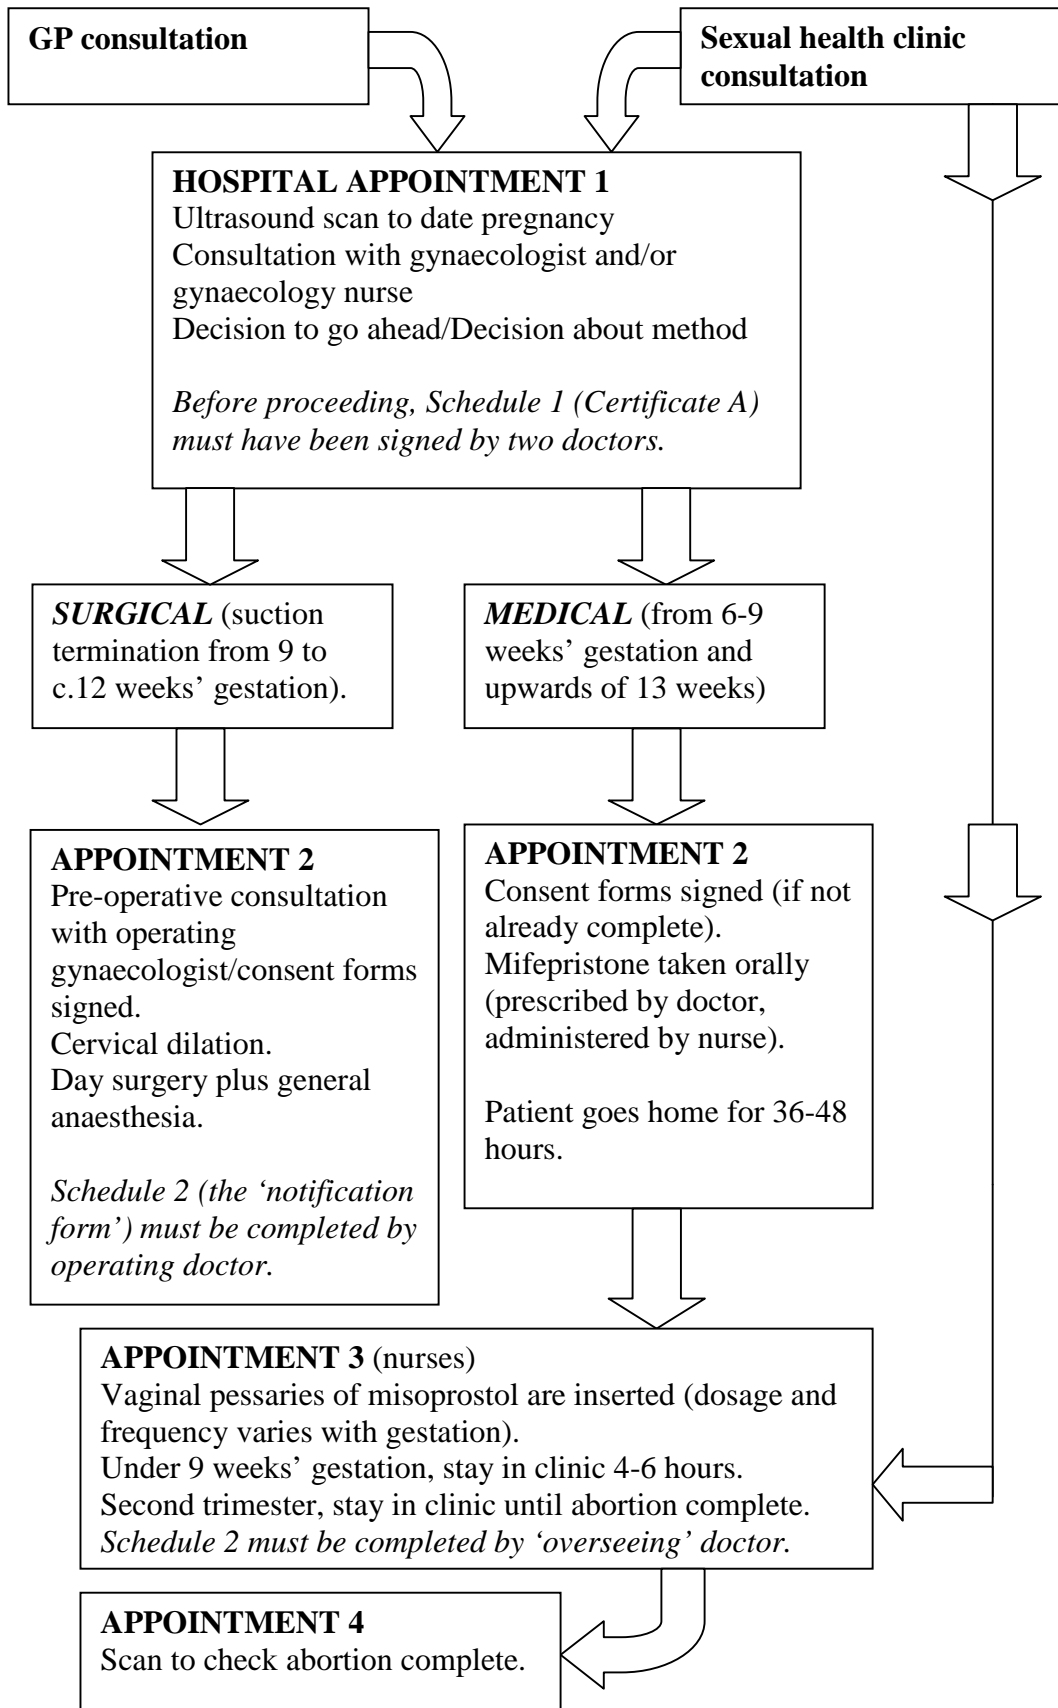 GP consultation
Sexual health clinic
consultation
HOSPITAL APPOINTMENT 1
Ultrasound scan to date pregnancy
Consultation with gynaecologist and/or
gynaecology nurse
Decision to go ahead/Decision about method
Before proceeding, Schedule 1 (Certificate A)
must have been signed by two doctors.
SURGICAL (suction
termination from 9 to
c.12 weeks’ gestation).
MEDICAL (from 6-9
weeks’ gestation and
upwards of 13 weeks)
APPOINTMENT 2
Pre-operative consultation
with operating
gynaecologist/consent forms
signed.
Cervical dilation.
Day surgery plus general
anaesthesia.
Schedule 2 (the ‘notification
form’) must be completed by
operating doctor.
APPOINTMENT 2
Consent forms signed (if not
already complete).
Mifepristone taken orally
(prescribed by doctor,
administered by nurse).
Patient goes home for 36-48
hours.
APPOINTMENT 3 (nurses)
Vaginal pessaries of misoprostol are inserted (dosage and
frequency varies with gestation).
Under 9 weeks’ gestation, stay in clinic 4-6 hours.
Second trimester, stay in clinic until abortion complete.
Schedule 2 must be completed by ‘overseeing’ doctor.
APPOINTMENT 4
Scan to check abortion complete.